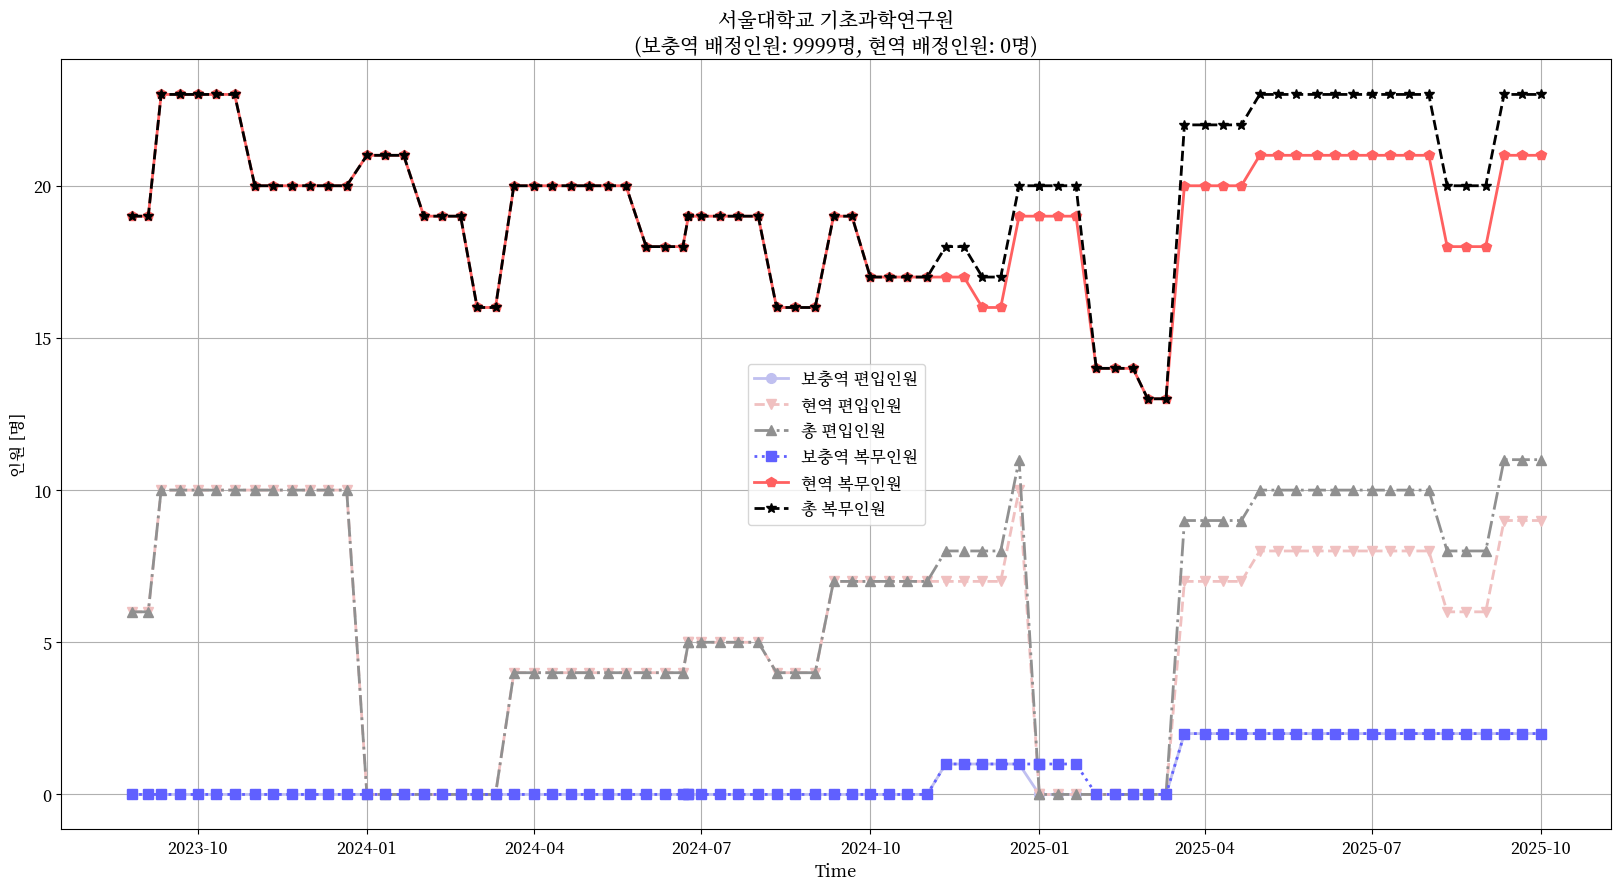 서울대학교 기초과학연구원
(보충역 배정인원: 9999명, 현역 배정인원: 0명)
인원 [명]
20
15
10
5
0
보충역 편입인원
현역 편입인원
총 편입인원
보충역 복무인원
현역 복무인원
총 복무인원
2023-10
2024-01
2024-04
2024-07
2024-10
2025-01
2025-04
2025-07
2025-10
Time